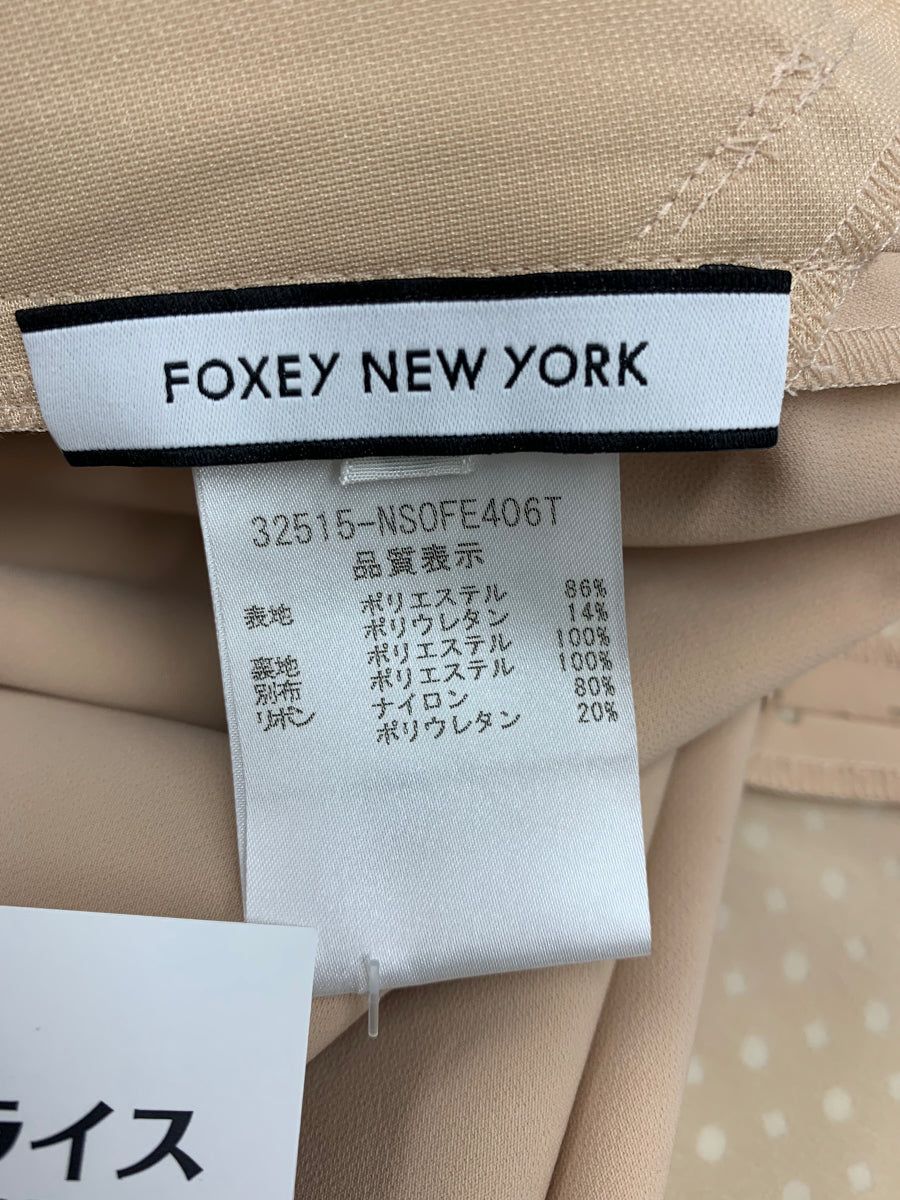 FOXEY NEW YORK
32515-NSOFE406T
品質表示
表地 ポリエステル 86%
ポリウレタン 14%
裏地 ポリエステル 100%
別布 ポリエステル 100%
リボン ナイロン 80%
ポリウレタン 20%
ライス